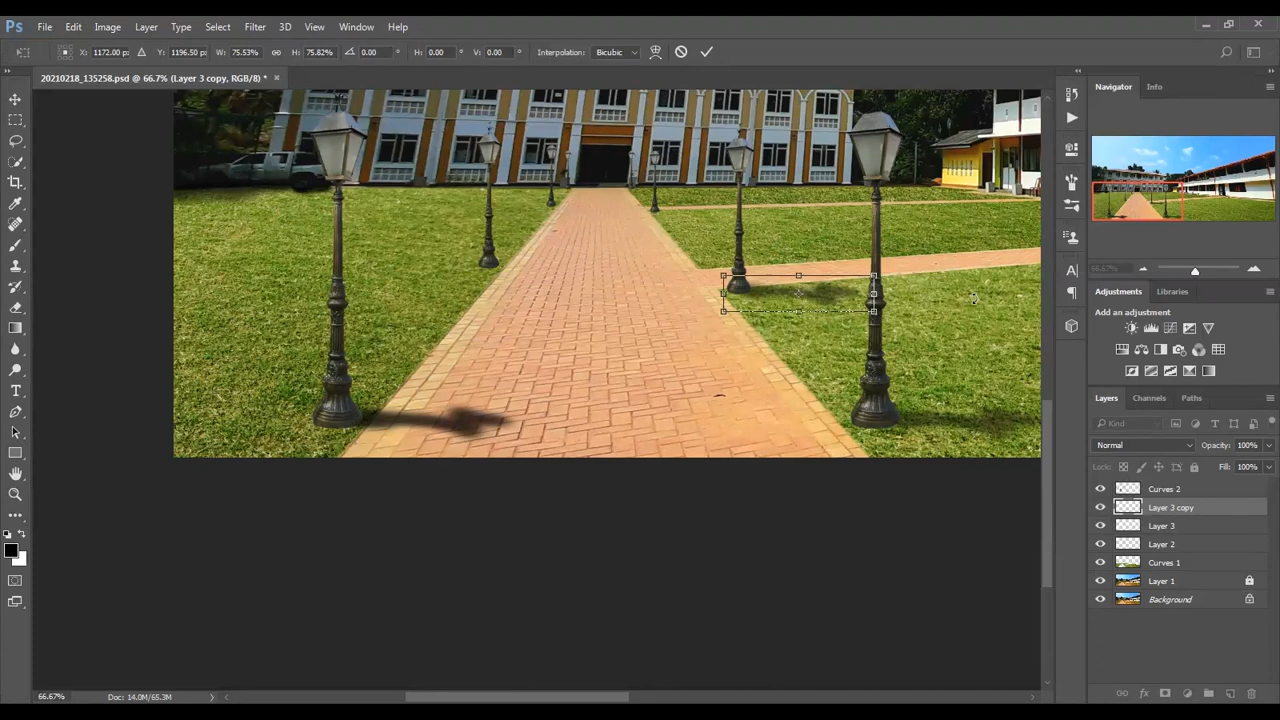 Ps File Edit Image Layer Type Select Filter 3D View Window Help
X: 1172.00 px Y: 1196.50 px W: 75.53% H: 75.82% 0.00 ° H: 0.00 ° V: 0.00 ° Interpolation: Bicubic
20210218_135258.psd @ 66.7% (Layer 3 copy, RGB/8) * ×
Navigator Info
66.67%
Adjustments Libraries
Add an adjustment
Layers Channels Paths
Kind
Normal Opacity: 100%
Lock: Fill: 100%
Curves 2
Layer 3 copy
Layer 3
Layer 2
Curves 1
Layer 1
Background
66.67% Doc: 14.0M/65.3M